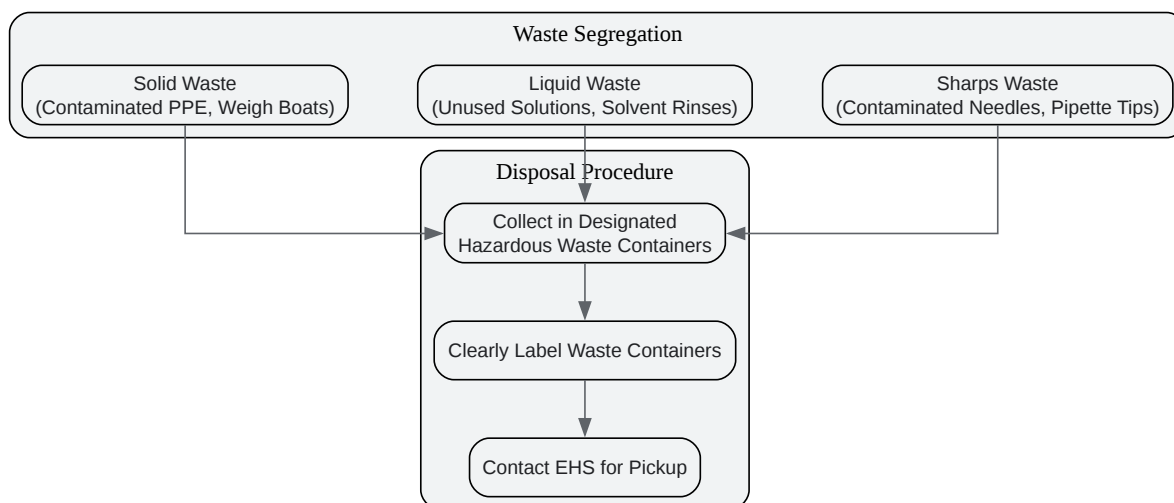 Waste Segregation
Solid Waste
(Contaminated PPE, Weigh Boats)
Liquid Waste
(Unused Solutions, Solvent Rinses)
Sharps Waste
(Contaminated Needles, Pipette Tips)
Disposal Procedure
Collect in Designated
Hazardous Waste Containers
Clearly Label Waste Containers
Contact EHS for Pickup